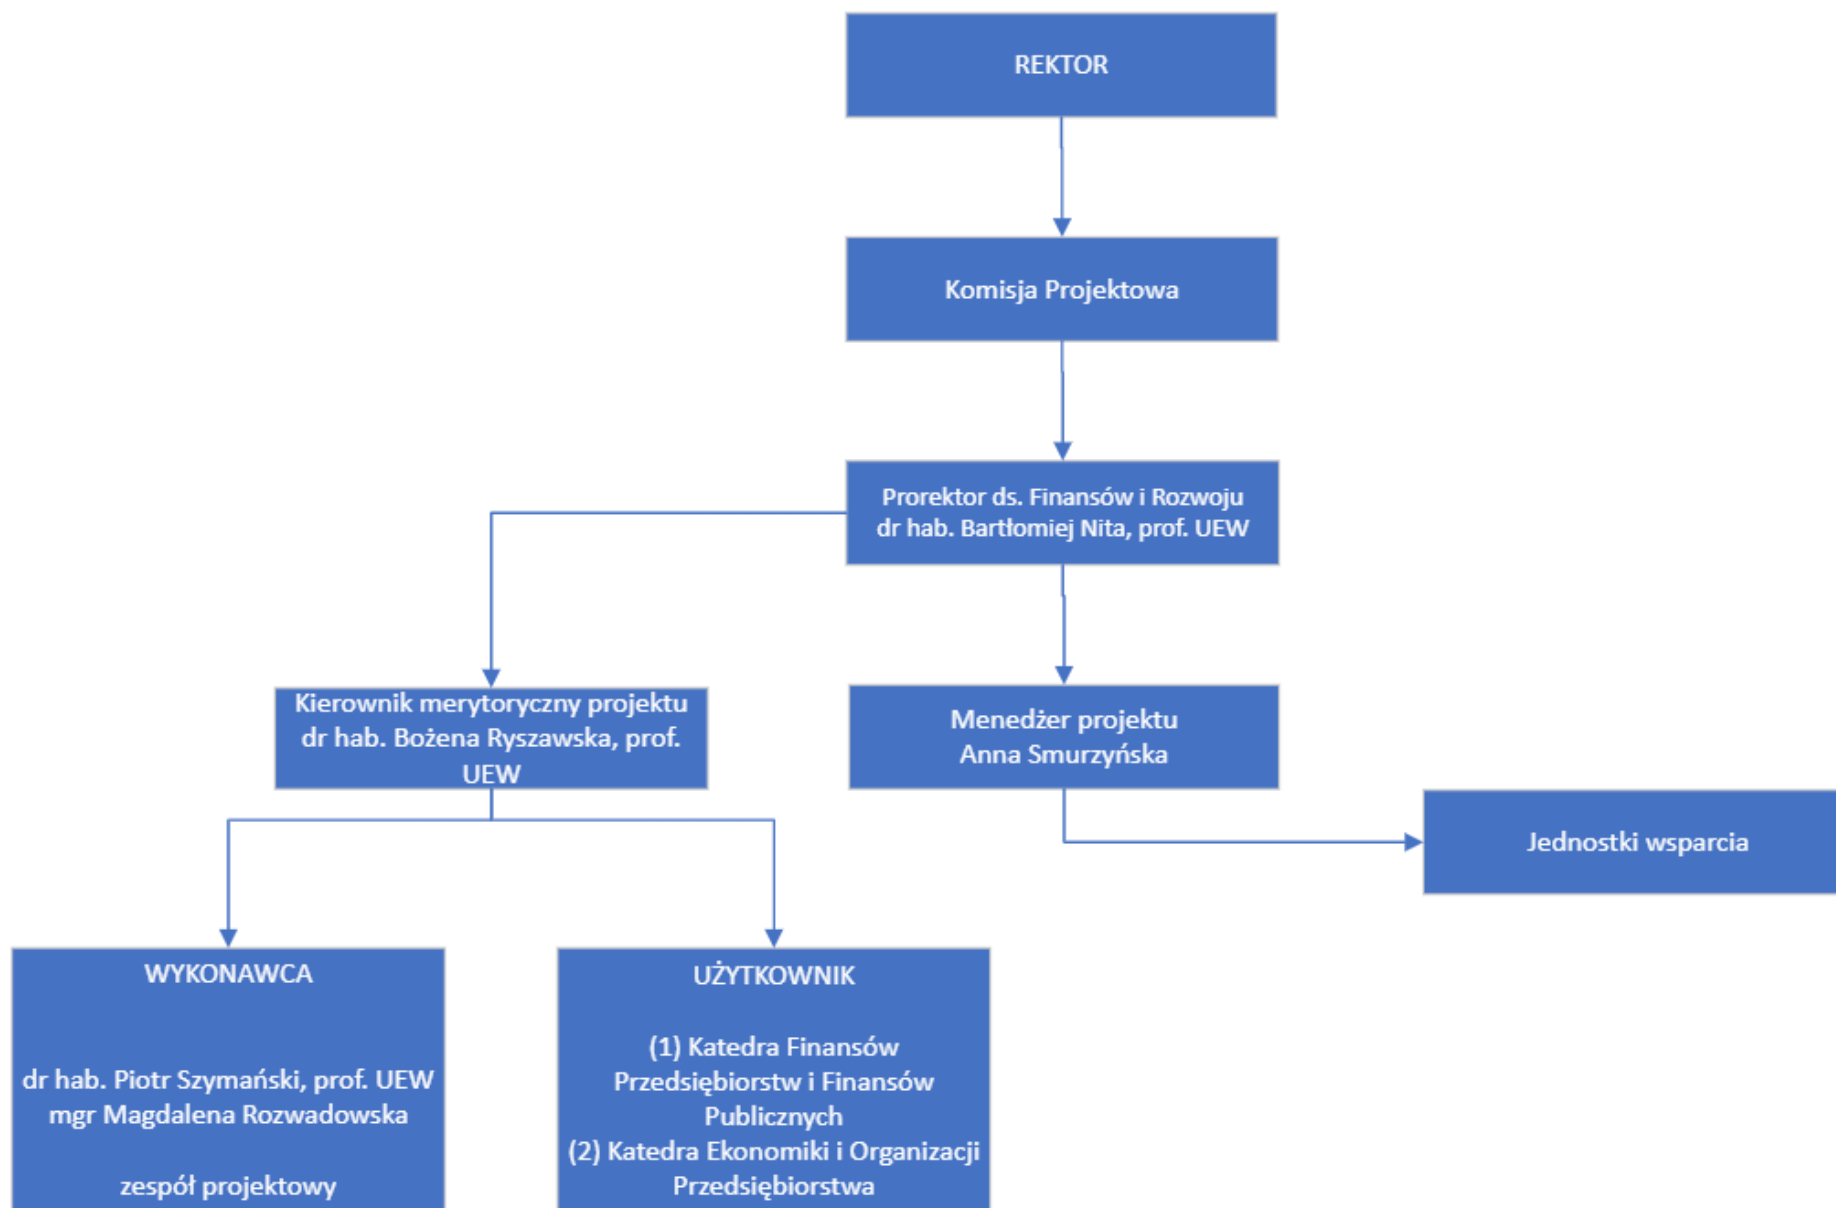 REKTOR
Komisja Projektowa
Prorektor ds. Finansów i Rozwoju
dr hab. Bartłomiej Nita, prof. UEW
Kierownik merytoryczny projektu
dr hab. Bożena Ryszawska, prof.
UEW
Menedżer projektu
Anna Smurzyńska
Jednostki wsparcia
WYKONAWCA
dr hab. Piotr Szymański, prof. UEW
mgr Magdalena Rozwadowska
zespół projektowy
UŻYTKOWNIK
(1) Katedra Finansów
Przedsiębiorstw i Finansów
Publicznych
(2) Katedra Ekonomiki i Organizacji
Przedsiębiorstwa